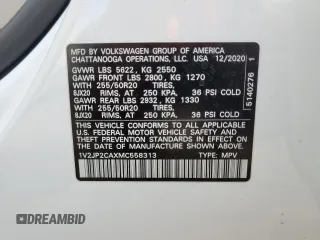 MFD BY VOLKSWAGEN GROUP OF AMERICA
CHATTANOOGA OPERATIONS, LLC. USA 12/2020
GVWR LBS 5622, KG 2550
GAWR FRONT LBS 2800, KG 1270
WITH 255/50R20 TIRES,
8JX20 RIMS, AT 250 KPA. 36 PSI COLD
GAWR REAR LBS 2932, KG 1330
WITH 255/50R20 TIRES,
8JX20 RIMS, AT 250 KPA. 36 PSI COLD
THIS VEHICLE CONFORMS TO ALL APPLICABLE
U.S. FEDERAL MOTOR VEHICLE SAFETY
STANDARDS IN EFFECT ON THE DATE OF
MANUFACTURE SHOWN ABOVE.
1V2JP2CAXMC558313 TYPE: MPV
5140276 1
DREAMBID